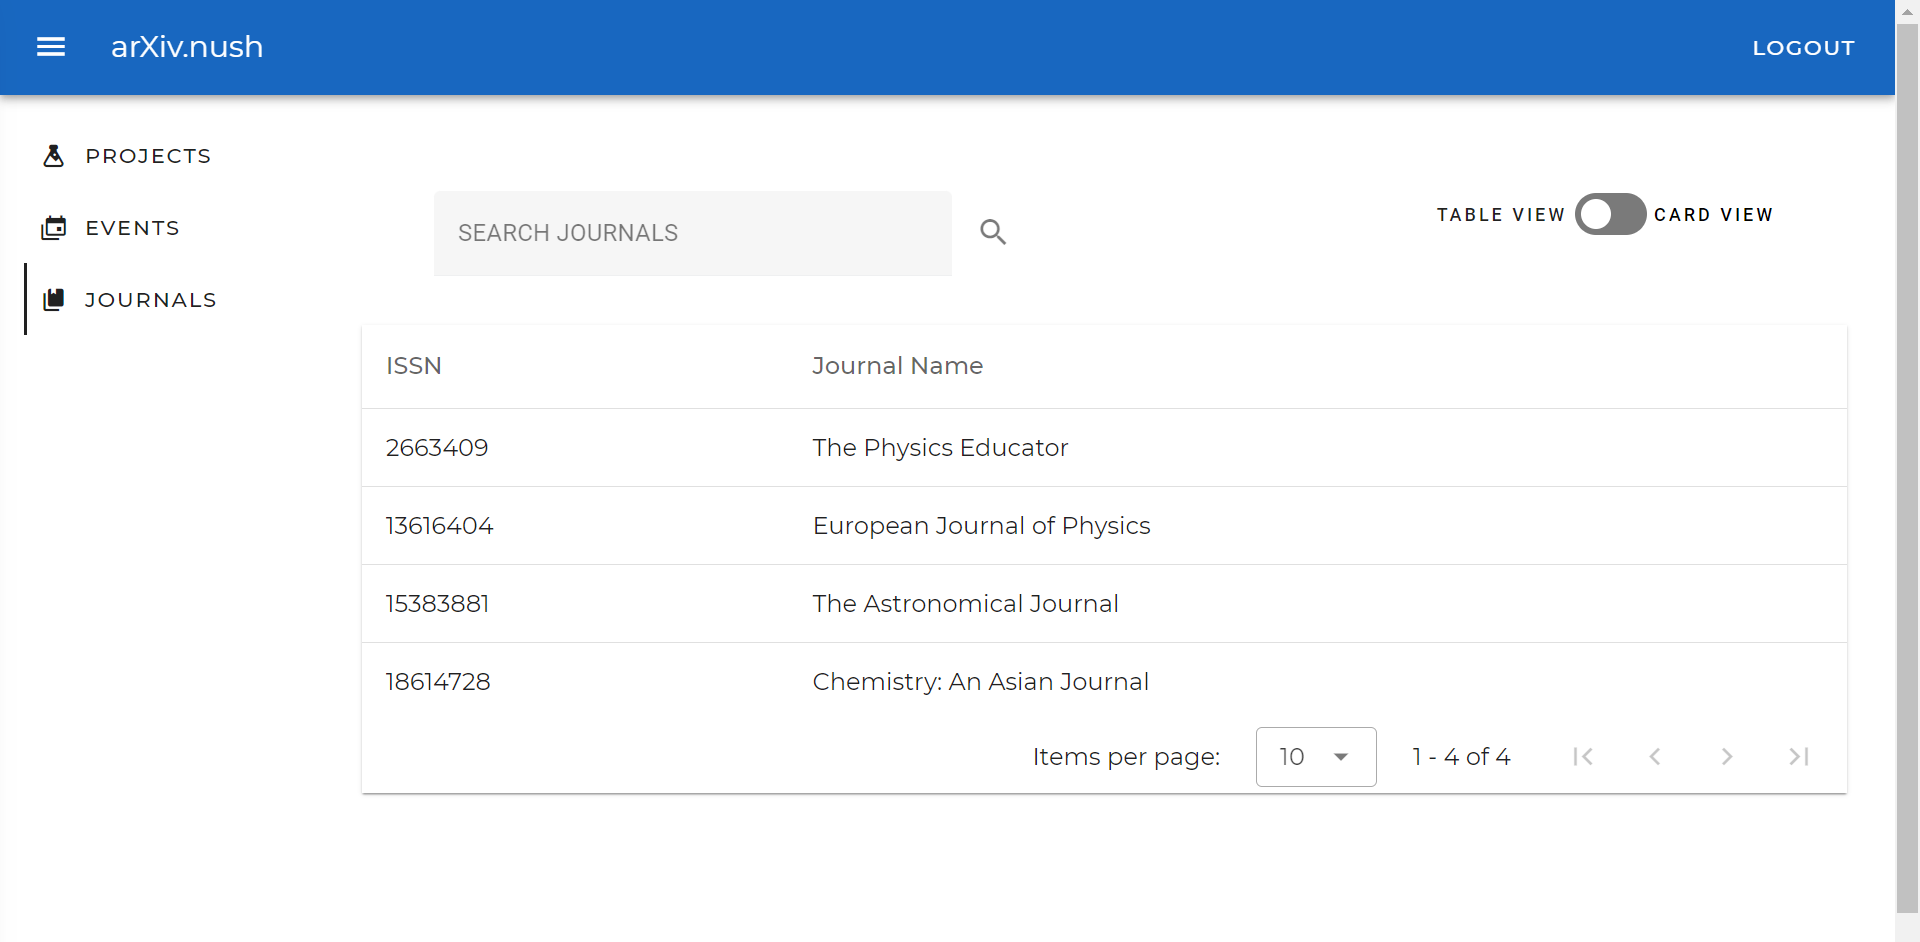 arXiv.nush
LOGOUT
PROJECTS
EVENTS
JOURNALS
SEARCH JOURNALS
TABLE VIEW CARD VIEW
ISSN Journal Name
2663409 The Physics Educator
13616404 European Journal of Physics
15383881 The Astronomical Journal
18614728 Chemistry: An Asian Journal
Items per page: 10 1 - 4 of 4